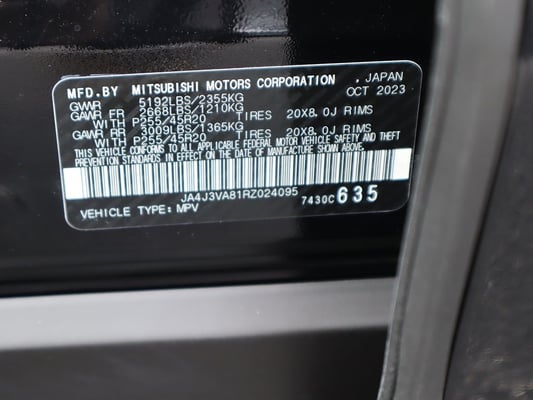 MFD.BY MITSUBISHI MOTORS CORPORATION , JAPAN
GVWR 5192LBS/2355KG OCT 2023
GAWR FR 2668LBS/1210KG
WITH P255/45R20 TIRES 20X8.0J RIMS
GAWR RR 3009LBS/1365KG
WITH P255/45R20 TIRES 20X8.0J RIMS
THIS VEHICLE CONFORMS TO ALL APPLICABLE FEDERAL MOTOR VEHICLE SAFETY AND THEFT
PREVENTION STANDARDS IN EFFECT ON THE DATE OF MANUFACTURE SHOWN ABOVE.
JA4J3VA81RZ024095
VEHICLE TYPE: MPV 7430C 635